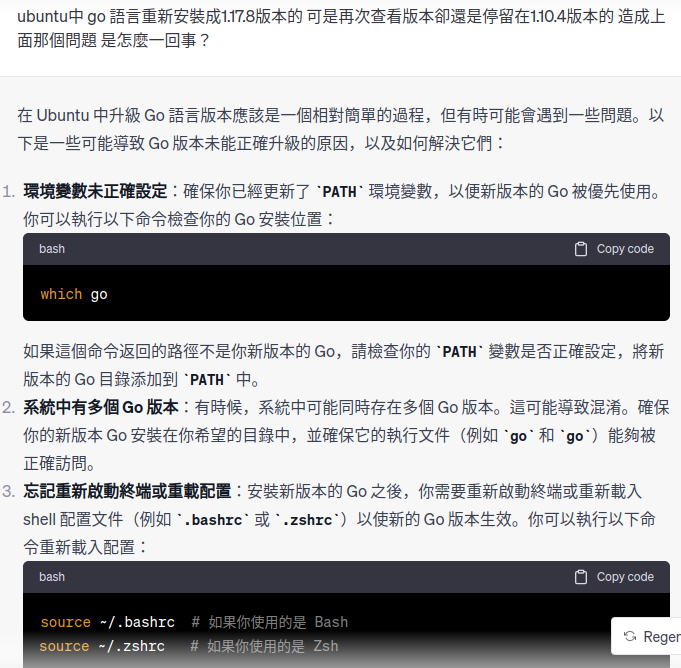 ubuntu中 go 語言重新安裝成1.17.8版本的 可是再次查看版本卻還是停留在1.10.4版本的 造成上
面那個問題 是怎麼一回事？
在 Ubuntu 中升級 Go 語言版本應該是一個相對簡單的過程，但有時可能會遇到一些問題。以
下是一些可能導致 Go 版本未能正確升級的原因，以及如何解決它們：
1. 環境變數未正確設定：確保你已經更新了 `PATH` 環境變數，以便新版本的 Go 被優先使用。
你可以執行以下命令檢查你的 Go 安裝位置：
bash Copy code
which go
如果這個命令返回的路徑不是你新版本的 Go，請檢查你的 `PATH` 變數是否正確設定，將新
版本的 Go 目錄添加到 `PATH` 中。
2. 系統中有多個 Go 版本：有時候，系統中可能同時存在多個 Go 版本。這可能導致混淆。確保
你的新版本 Go 安裝在你希望的目錄中，並確保它的執行文件（例如 `go` 和 `go`）能夠被
正確訪問。
3. 忘記重新啟動終端或重載配置：安裝新版本的 Go 之後，你需要重新啟動終端或重新載入
shell 配置文件（例如 `.bashrc` 或 `.zshrc`）以使新的 Go 版本生效。你可以執行以下命
令重新載入配置：
bash Copy code
source ~/.bashrc # 如果你使用的是 Bash
source ~/.zshrc # 如果你使用的是 Zsh
Regen